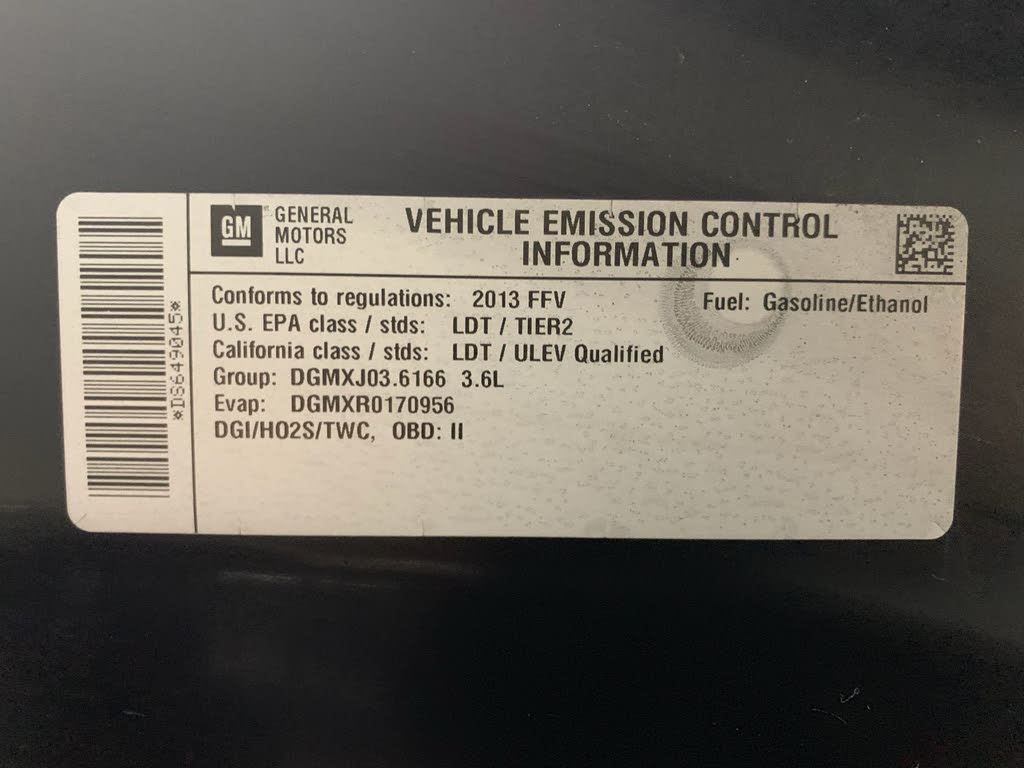 *DS649045*
GM
GENERAL
MOTORS
LLC
VEHICLE EMISSION CONTROL
INFORMATION
Conforms to regulations: 2013 FFV
Fuel: Gasoline/Ethanol
U.S. EPA class / stds: LDT / TIER2
California class / stds: LDT / ULEV Qualified
Group: DGMXJ03.6166 3.6L
Evap: DGMXR0170956
DGI/HO2S/TWC, OBD: II